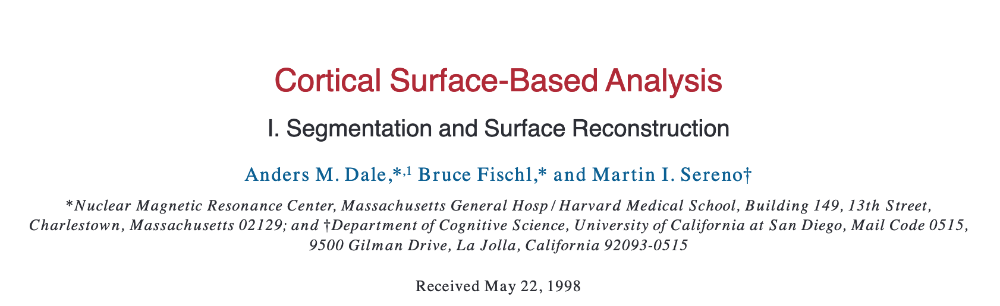 Cortical Surface-Based Analysis
I. Segmentation and Surface Reconstruction
Anders M. Dale,*,1 Bruce Fischl,* and Martin I. Sereno†
*Nuclear Magnetic Resonance Center, Massachusetts General Hosp/Harvard Medical School, Building 149, 13th Street,
Charlestown, Massachusetts 02129; and †Department of Cognitive Science, University of California at San Diego, Mail Code 0515,
9500 Gilman Drive, La Jolla, California 92093-0515
Received May 22, 1998